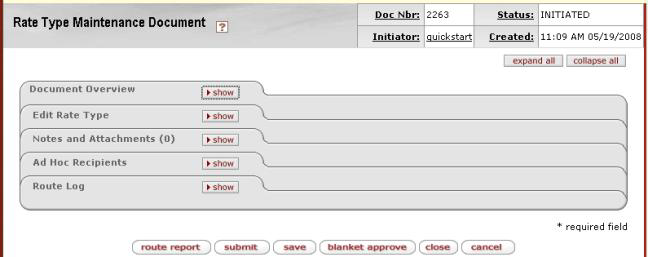 Rate Type Maintenance Document ?
Doc Nbr: 2263 Status: INITIATED
Initiator: quickstart Created: 11:09 AM 05/19/2008
expand all collapse all
Document Overview show
Edit Rate Type show
Notes and Attachments (0) show
Ad Hoc Recipients show
Route Log show
* required field
route report submit save blanket approve close cancel